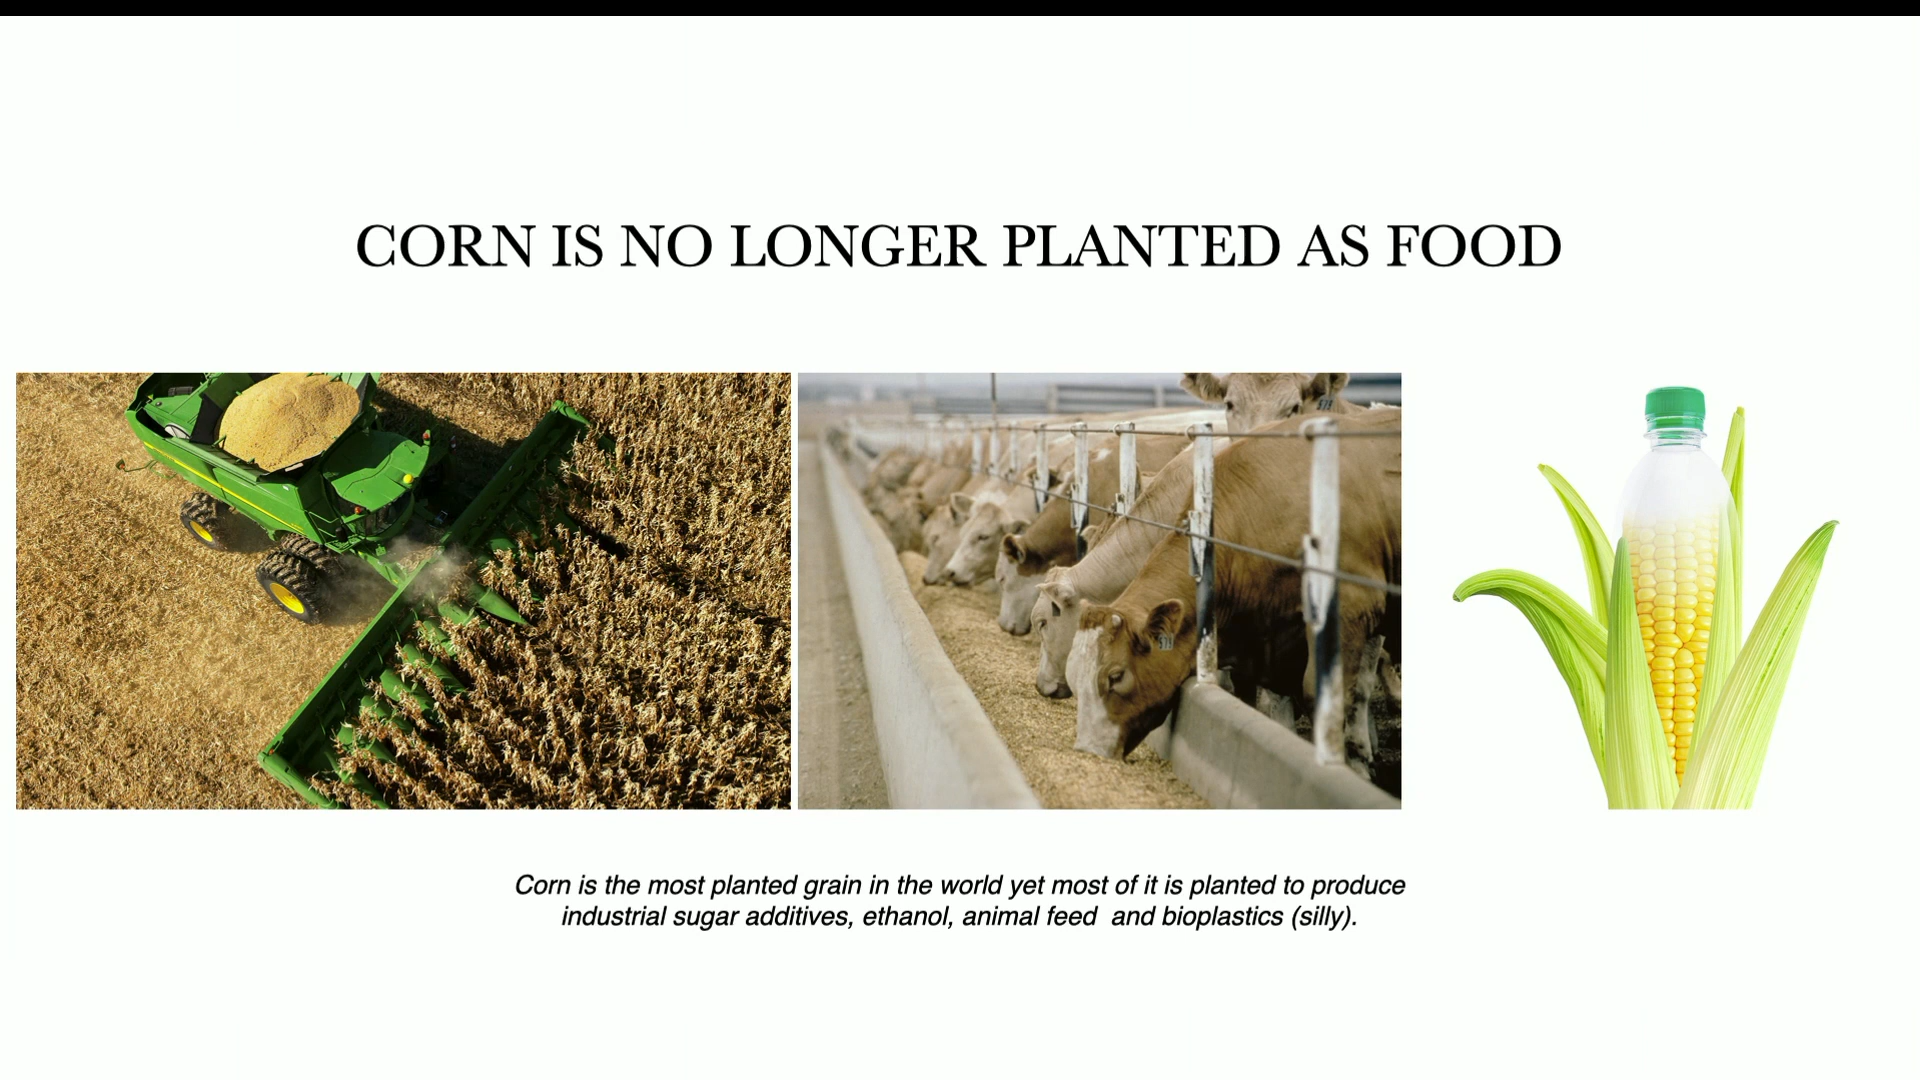 CORN IS NO LONGER PLANTED AS FOOD
Corn is the most planted grain in the world yet most of it is planted to produce
industrial sugar additives, ethanol, animal feed  and bioplastics (silly).